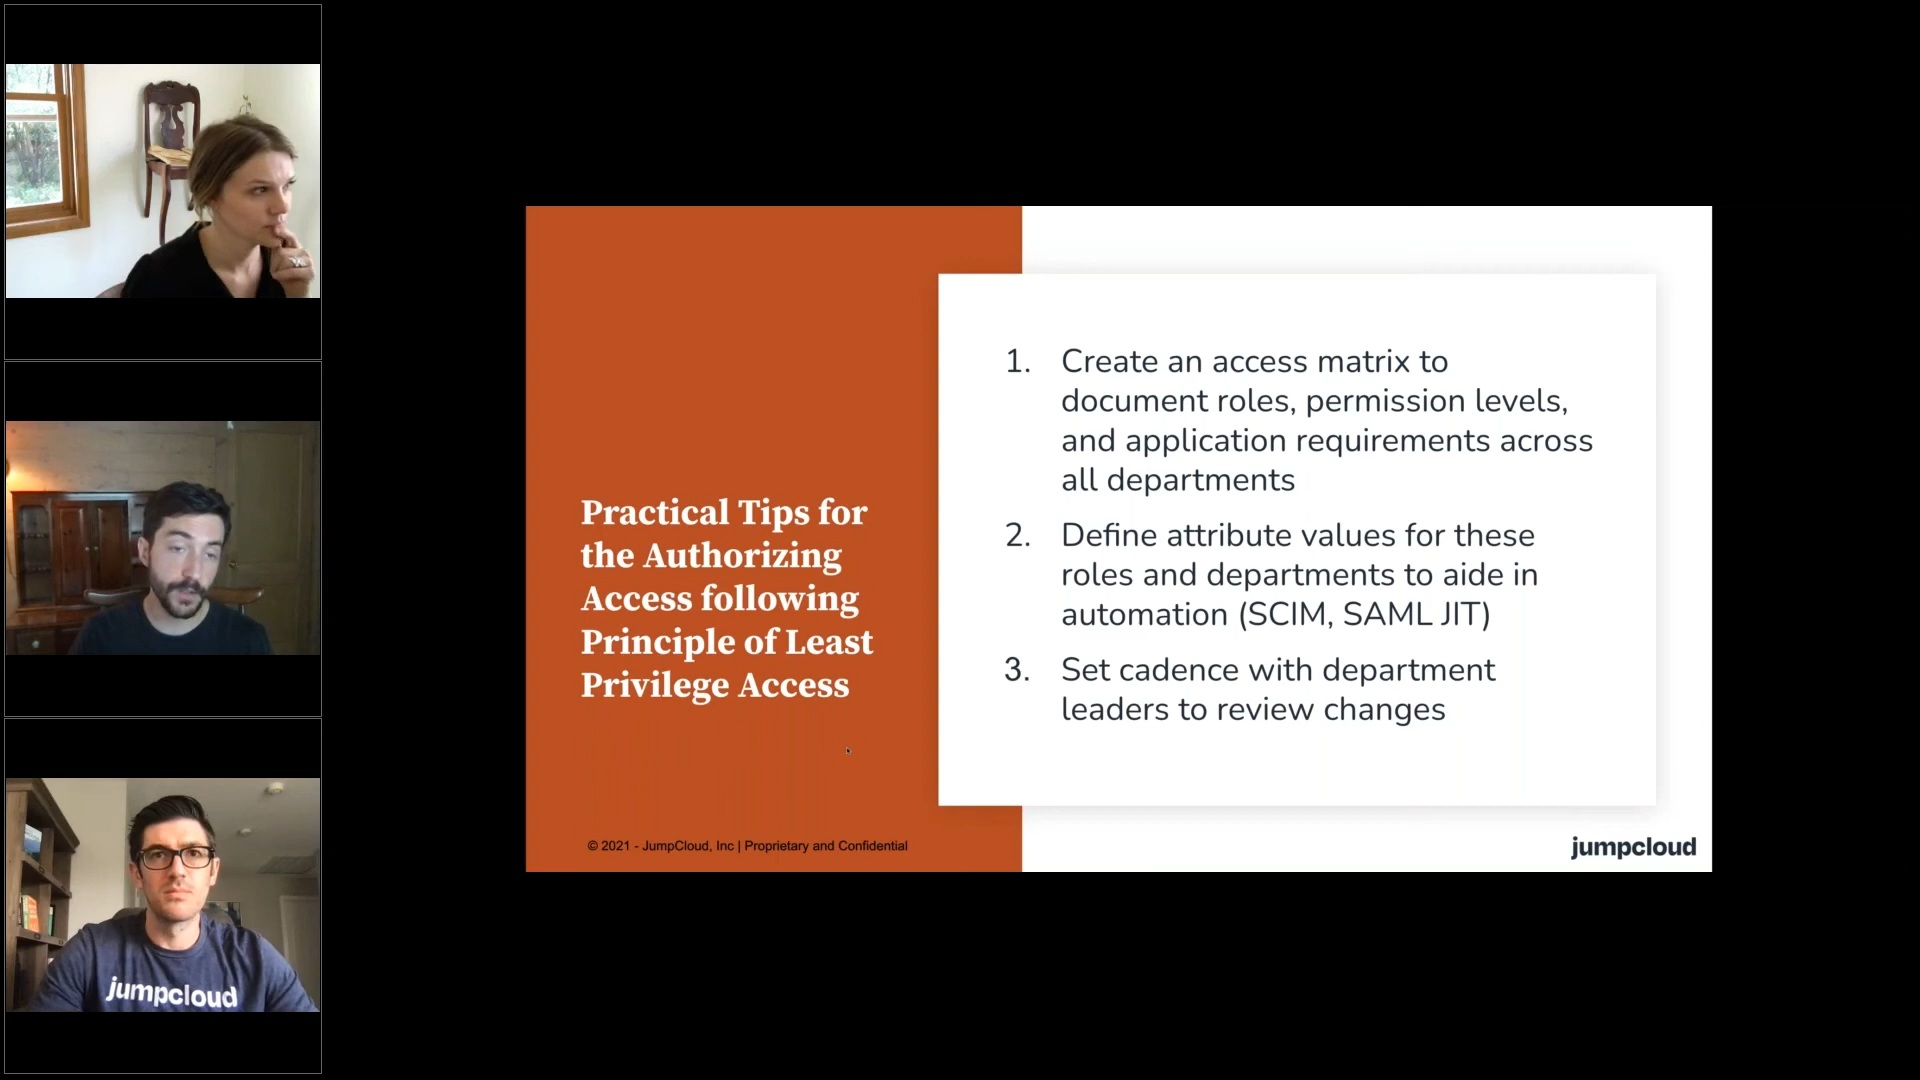 Practical Tips for
the Authorizing
Access following
Principle of Least
Privilege Access
© 2021 - JumpCloud, Inc | Proprietary and Confidential
1. Create an access matrix to
document roles, permission levels,
and application requirements across
all departments
2. Define attribute values for these
roles and departments to aide in
automation (SCIM, SAML JIT)
3. Set cadence with department
leaders to review changes
jumpcloud
jumpcloud